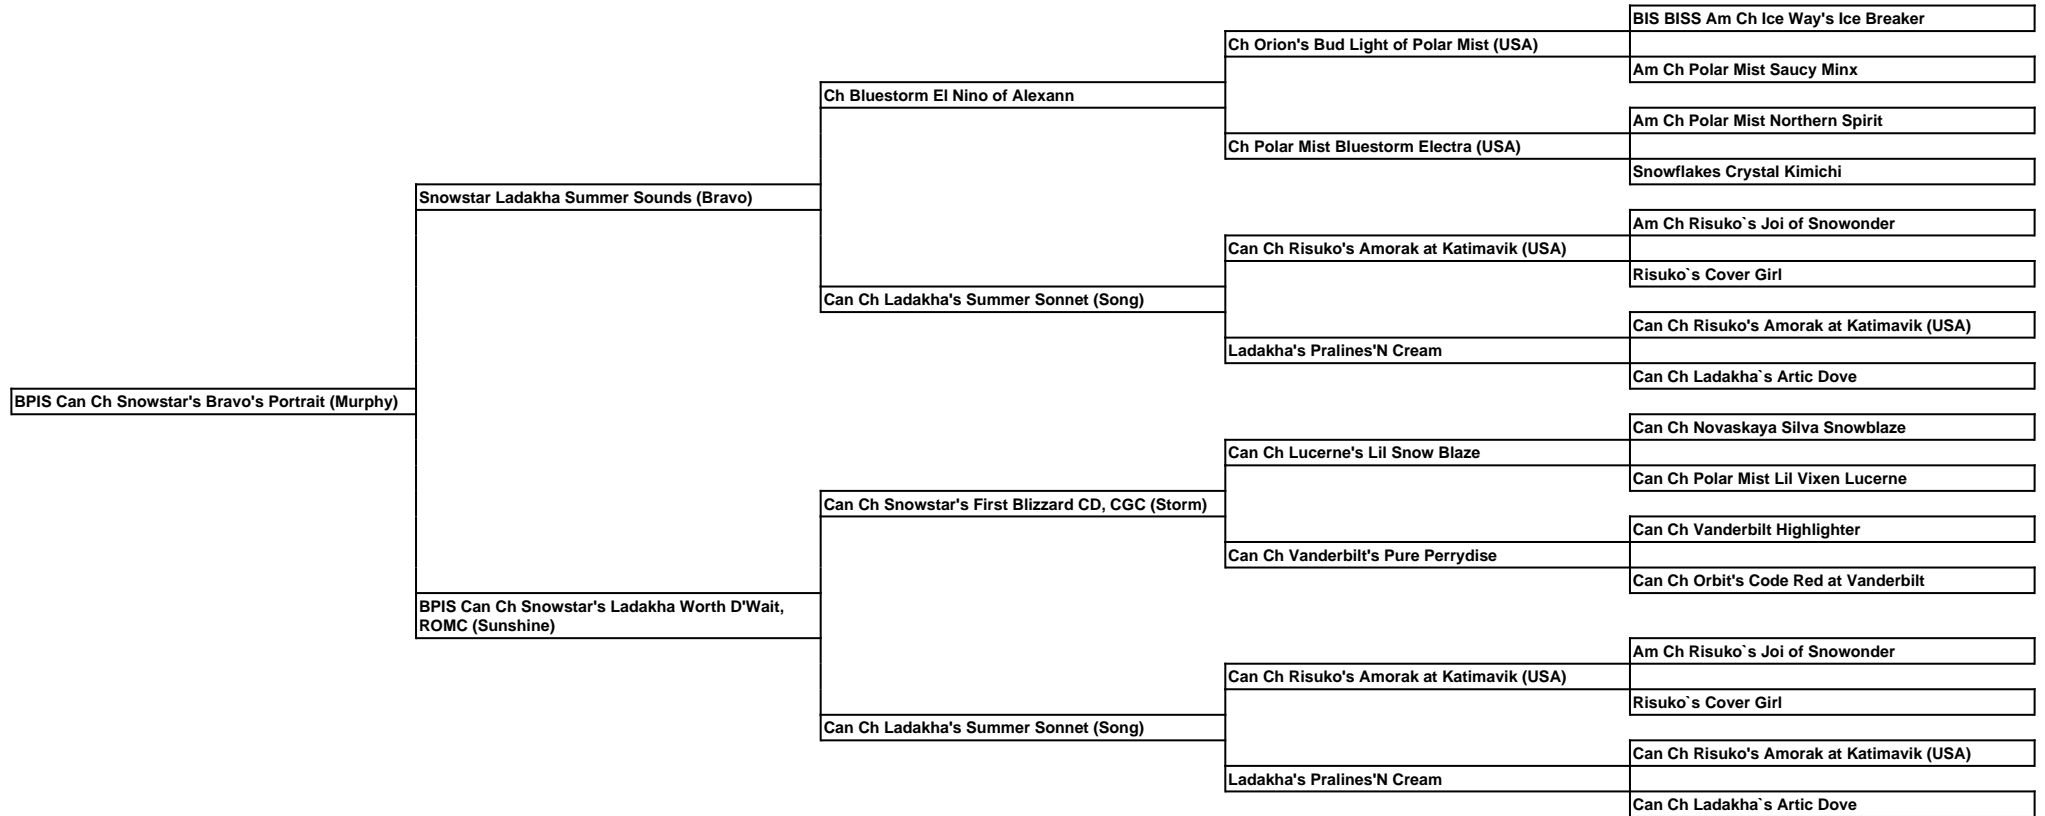 BIS BISS Am Ch Ice Way's Ice Breaker
Ch Orion's Bud Light of Polar Mist (USA)
Am Ch Polar Mist Saucy Minx
Ch Bluestorm El Nino of Alexann
Am Ch Polar Mist Northern Spirit
Ch Polar Mist Bluestorm Electra (USA)
Snowflakes Crystal Kimichi
Snowstar Ladakha Summer Sounds (Bravo)
Am Ch Risuko`s Joi of Snowonder
Can Ch Risuko's Amorak at Katimavik (USA)
Risuko`s Cover Girl
Can Ch Ladakha's Summer Sonnet (Song)
Can Ch Risuko's Amorak at Katimavik (USA)
Ladakha's Pralines'N Cream
Can Ch Ladakha`s Artic Dove
BPIS Can Ch Snowstar's Bravo's Portrait (Murphy)
Can Ch Novaskaya Silva Snowblaze
Can Ch Lucerne's Lil Snow Blaze
Can Ch Polar Mist Lil Vixen Lucerne
Can Ch Snowstar's First Blizzard CD, CGC (Storm)
Can Ch Vanderbilt Highlighter
Can Ch Vanderbilt's Pure Perrydise
Can Ch Orbit's Code Red at Vanderbilt
BPIS Can Ch Snowstar's Ladakha Worth D'Wait,
ROMC (Sunshine)
Am Ch Risuko`s Joi of Snowonder
Can Ch Risuko's Amorak at Katimavik (USA)
Risuko`s Cover Girl
Can Ch Ladakha's Summer Sonnet (Song)
Can Ch Risuko's Amorak at Katimavik (USA)
Ladakha's Pralines'N Cream
Can Ch Ladakha`s Artic Dove